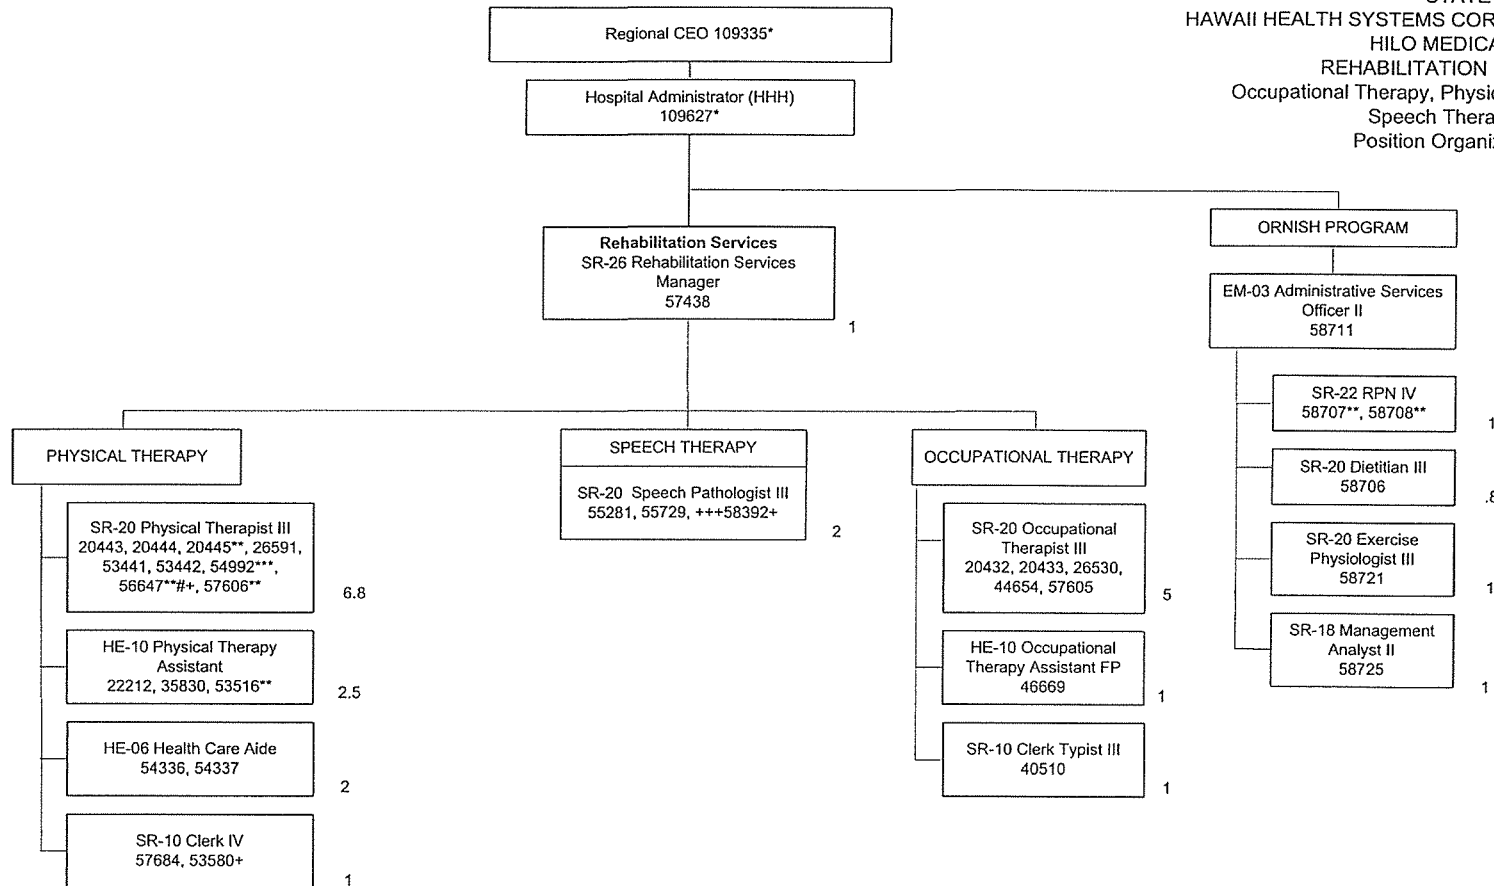 STATE
HAWAII HEALTH SYSTEMS COR
HILO MEDICA
REHABILITATION
Occupational Therapy, Physic
Speech Thera
Position Organiz
Regional CEO 109335*
Hospital Administrator (HHH)
109627*
Rehabilitation Services
SR-26 Rehabilitation Services
Manager
57438
1
ORNISH PROGRAM
EM-03 Administrative Services
Officer II
58711
SR-22 RPN IV
58707**, 58708**
1
SR-20 Dietitian III
58706
.8
SR-20 Exercise
Physiologist III
58721
1
SR-18 Management
Analyst II
58725
1
PHYSICAL THERAPY
SR-20 Physical Therapist III
20443, 20444, 20445**, 26591,
53441, 53442, 54992***,
56647**#+, 57606**
6.8
HE-10 Physical Therapy
Assistant
22212, 35830, 53516**
2.5
HE-06 Health Care Aide
54336, 54337
2
SR-10 Clerk IV
57684, 53580+
1
SPEECH THERAPY
SR-20 Speech Pathologist III
55281, 55729, +++58392+
2
OCCUPATIONAL THERAPY
SR-20 Occupational
Therapist III
20432, 20433, 26530,
44654, 57605
5
HE-10 Occupational
Therapy Assistant FP
46669
1
SR-10 Clerk Typist III
40510
1